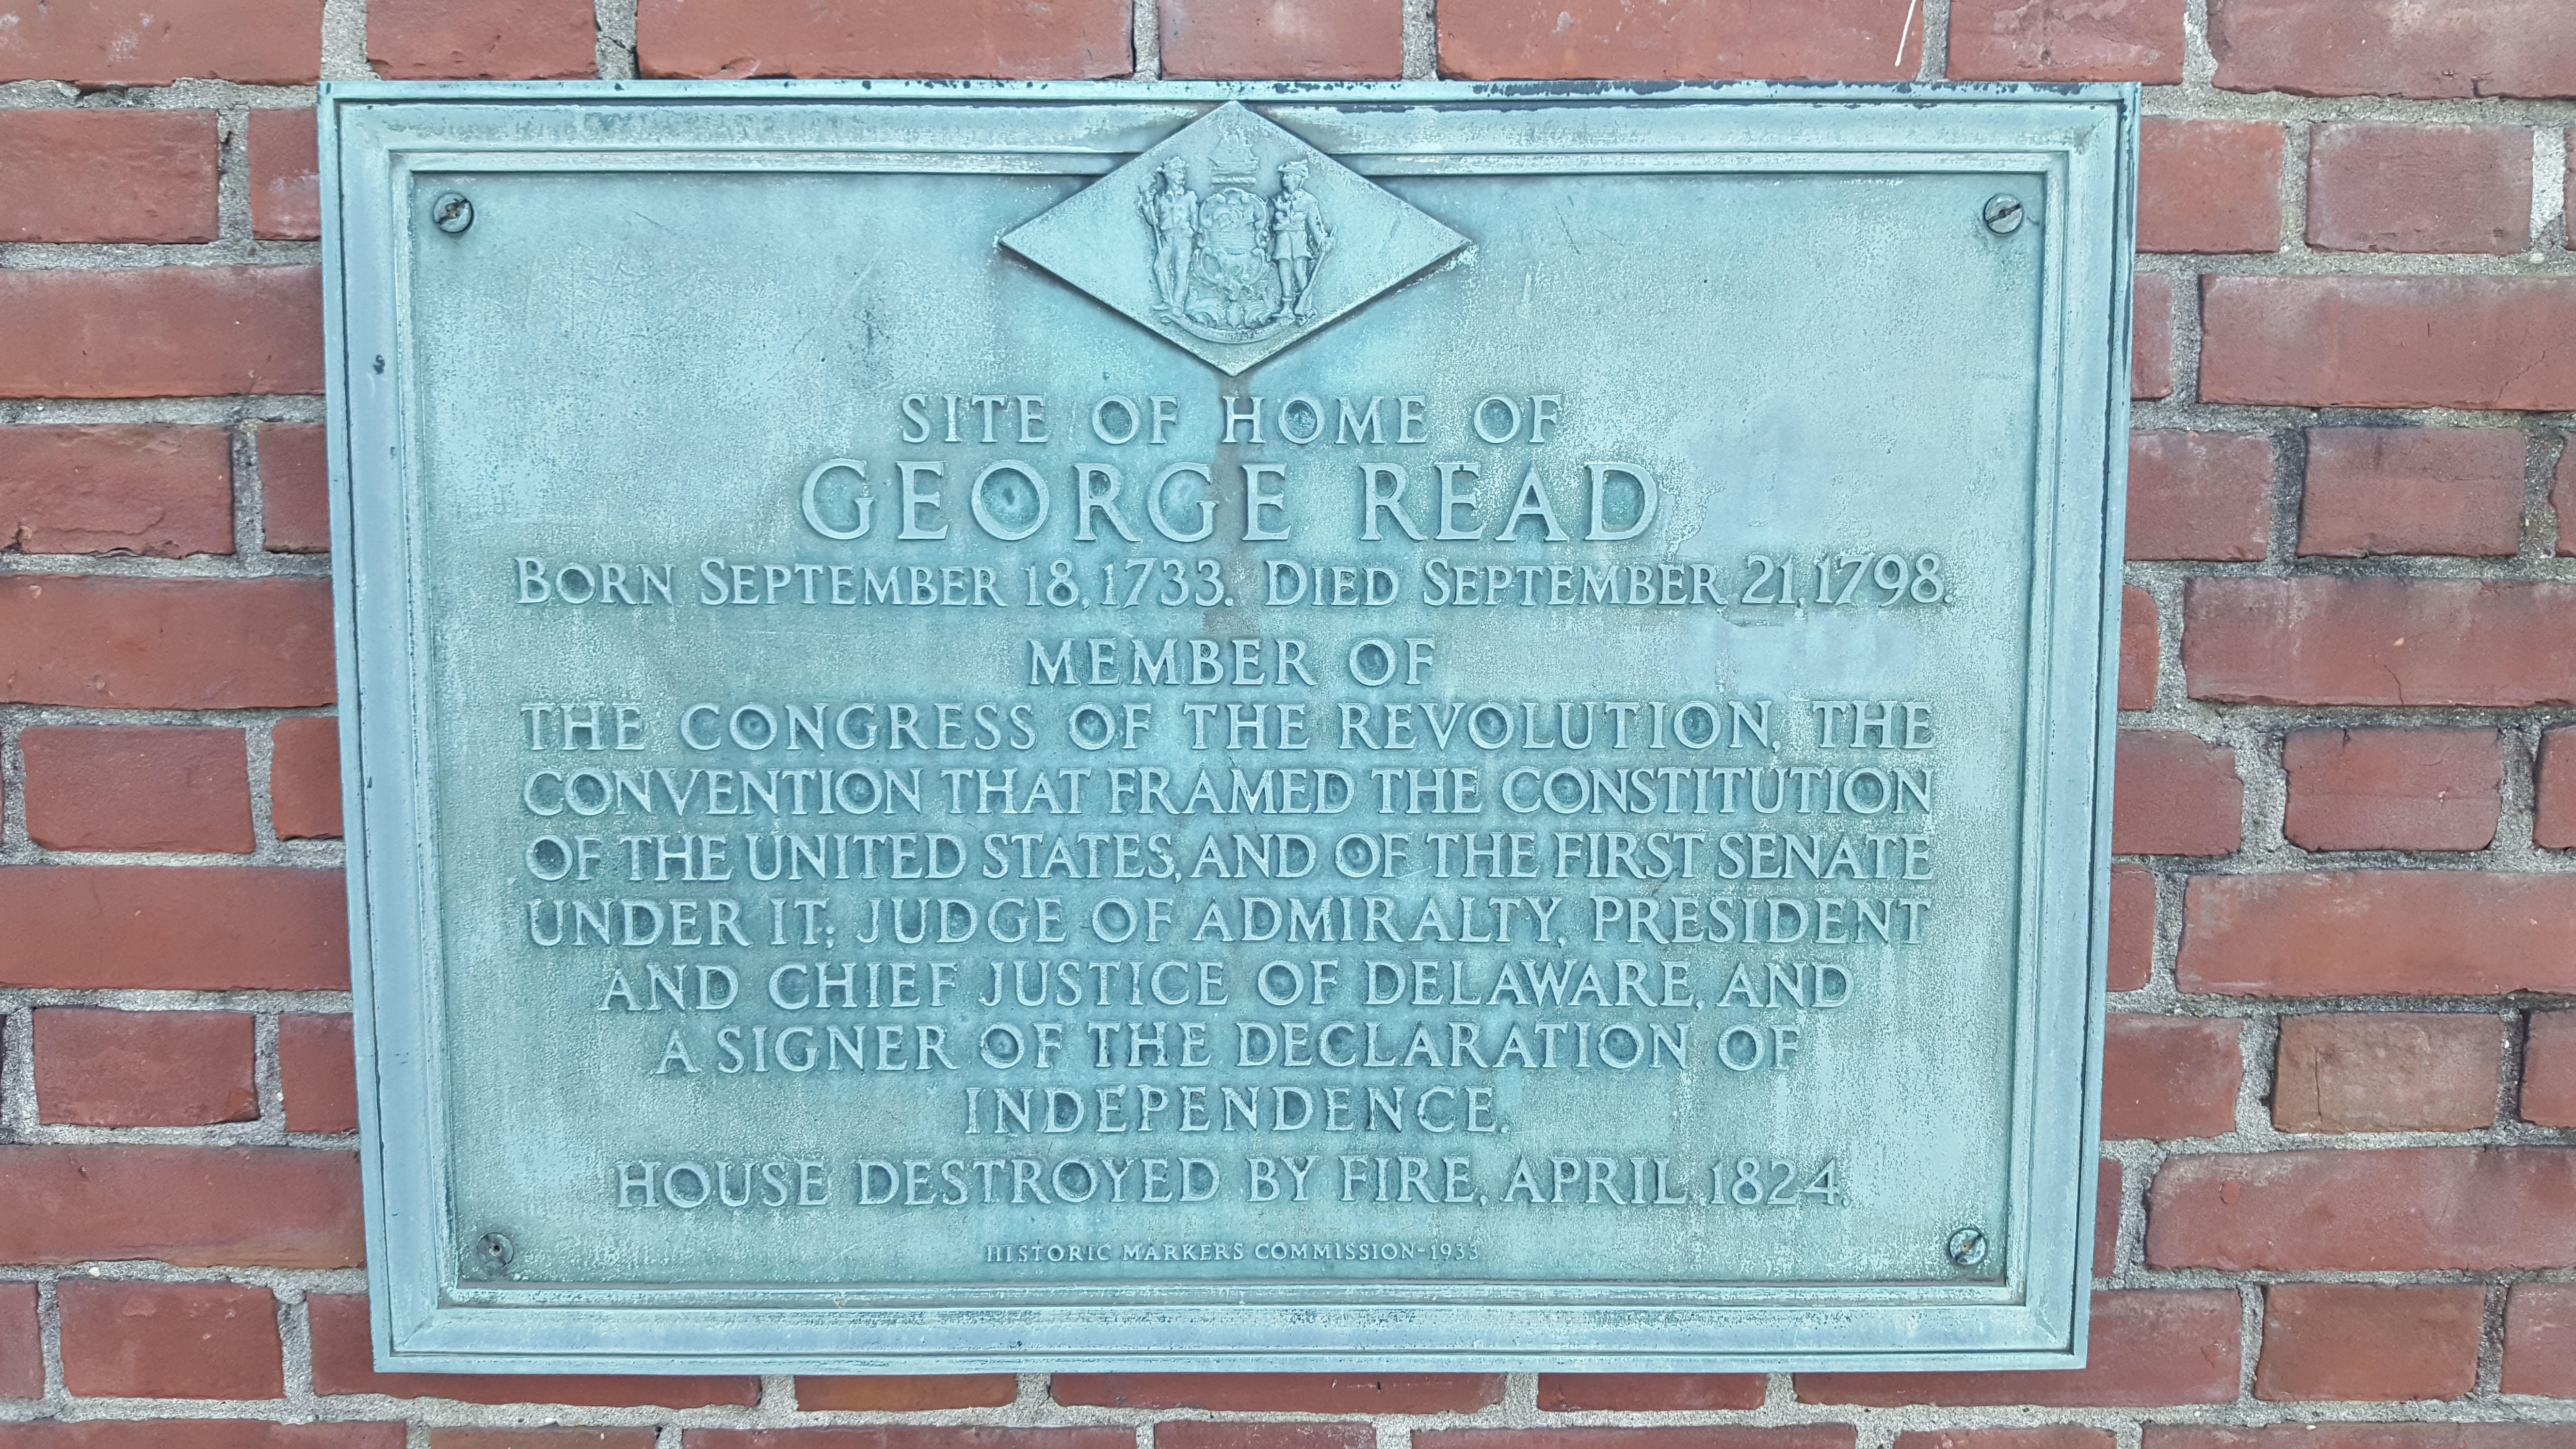 SITE OF HOME OF
GEORGE READ
BORN SEPTEMBER 18, 1733. DIED SEPTEMBER 21, 1798.
MEMBER OF
THE CONGRESS OF THE REVOLUTION, THE
CONVENTION THAT FRAMED THE CONSTITUTION
OF THE UNITED STATES, AND OF THE FIRST SENATE
UNDER IT; JUDGE OF ADMIRALTY, PRESIDENT
AND CHIEF JUSTICE OF DELAWARE, AND
A SIGNER OF THE DECLARATION OF
INDEPENDENCE.
HOUSE DESTROYED BY FIRE, APRIL 1824.
HISTORIC MARKERS COMMISSION-1933